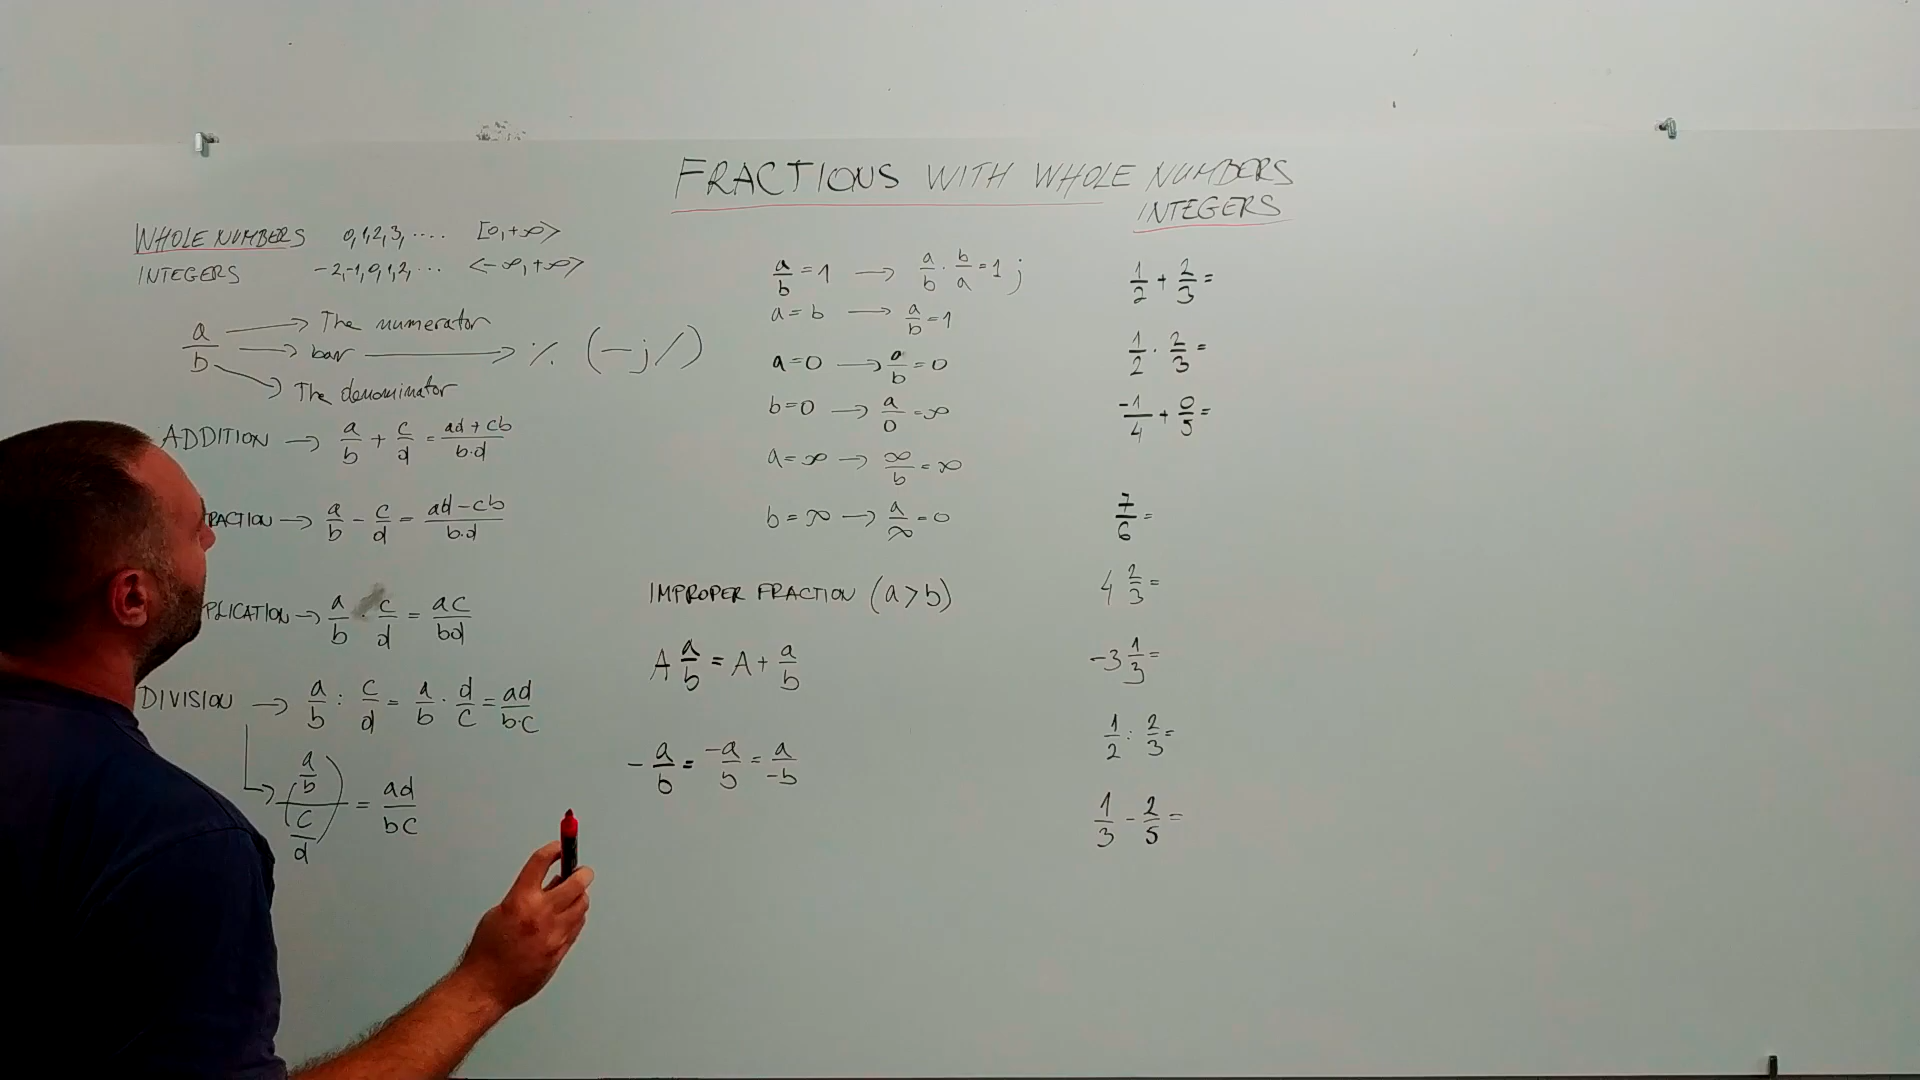 FRACTIONS WITH WHOLE NUMBERS
INTEGERS
WHOLE NUMBERS 0,1,2,3,.... [0,+∞>
INTEGERS -2,-1,0,1,2,... <-∞,+∞>
a/b → The numerator
→ bar → ⁒ (- ; /)
→ The denominator
ADDITION → a/b + c/d = ad+cb/b·d
RACTION → a/b - c/d = ad-cb/b·d
PLICATION → a/b · c/d = ac/bd
DIVISION → a/b : c/d = a/b · d/c = ad/b·c
→ (a/b)/(c/d) = ad/bc
a/b = 1 → a/b · b/a = 1 ;
a = b → a/b = 1
a=0 → 0/b = 0
b=0 → a/0 = ∞
a=∞ → ∞/b = ∞
b=∞ → a/∞ = 0
IMPROPER FRACTION (a>b)
A a/b = A + a/b
- a/b = -a/b = a/-b
1/2 + 2/3 =
1/2 · 2/3 =
-1/4 + 0/5 =
7/6 =
4 2/3 =
-3 1/3 =
1/2 : 2/3 =
1/3 - 2/5 =